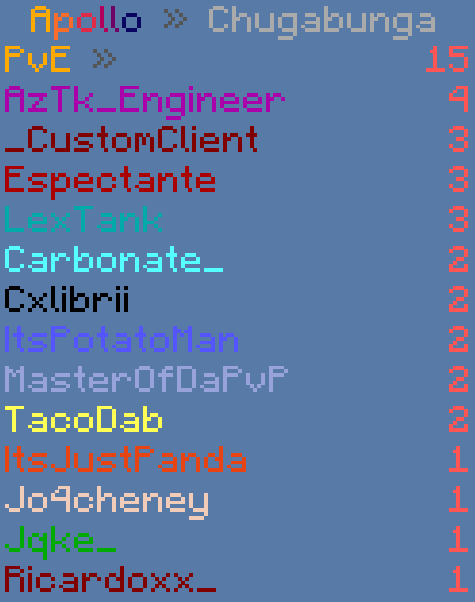 Apollo » Chugabunga
PvE » 15
AzTk_Engineer 4
_CustomClient 3
Espectante 3
LexTank 3
Carbonate_ 2
Cxlibrii 2
ItsPotatoMan 2
MasterOfDaPvP 2
TacoDab 2
ItsJustPanda 1
Jo9cheney 1
Jqke_ 1
Ricardoxx_ 1